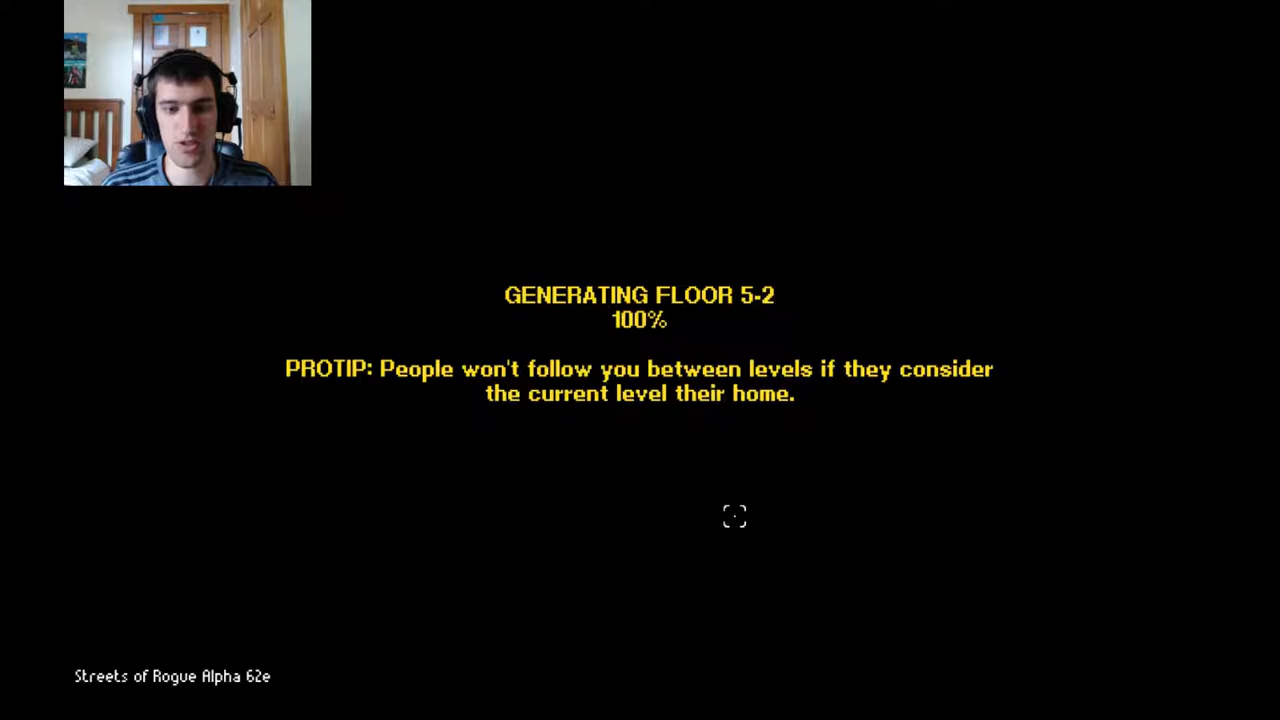 GENERATING FLOOR 5-2
100%
PROTIP: People won't follow you between levels if they consider
the current level their home.
Streets of Rogue Alpha 62e